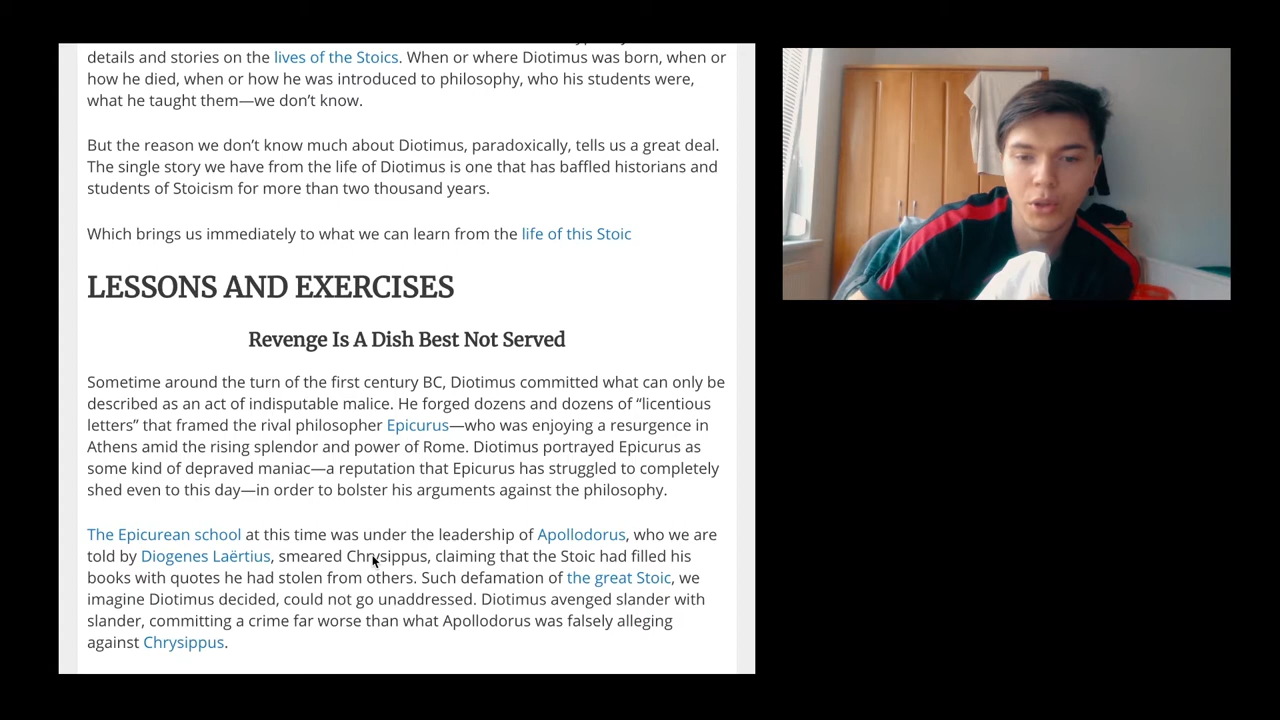 details and stories on the lives of the Stoics. When or where Diotimus was born, when or
how he died, when or how he was introduced to philosophy, who his students were,
what he taught them—we don’t know.
But the reason we don’t know much about Diotimus, paradoxically, tells us a great deal.
The single story we have from the life of Diotimus is one that has baffled historians and
students of Stoicism for more than two thousand years.
Which brings us immediately to what we can learn from the life of this Stoic
LESSONS AND EXERCISES
Revenge Is A Dish Best Not Served
Sometime around the turn of the first century BC, Diotimus committed what can only be
described as an act of indisputable malice. He forged dozens and dozens of “licentious
letters” that framed the rival philosopher Epicurus—who was enjoying a resurgence in
Athens amid the rising splendor and power of Rome. Diotimus portrayed Epicurus as
some kind of depraved maniac—a reputation that Epicurus has struggled to completely
shed even to this day—in order to bolster his arguments against the philosophy.
The Epicurean school at this time was under the leadership of Apollodorus, who we are
told by Diogenes Laërtius, smeared Chrysippus, claiming that the Stoic had filled his
books with quotes he had stolen from others. Such defamation of the great Stoic, we
imagine Diotimus decided, could not go unaddressed. Diotimus avenged slander with
slander, committing a crime far worse than what Apollodorus was falsely alleging
against Chrysippus.